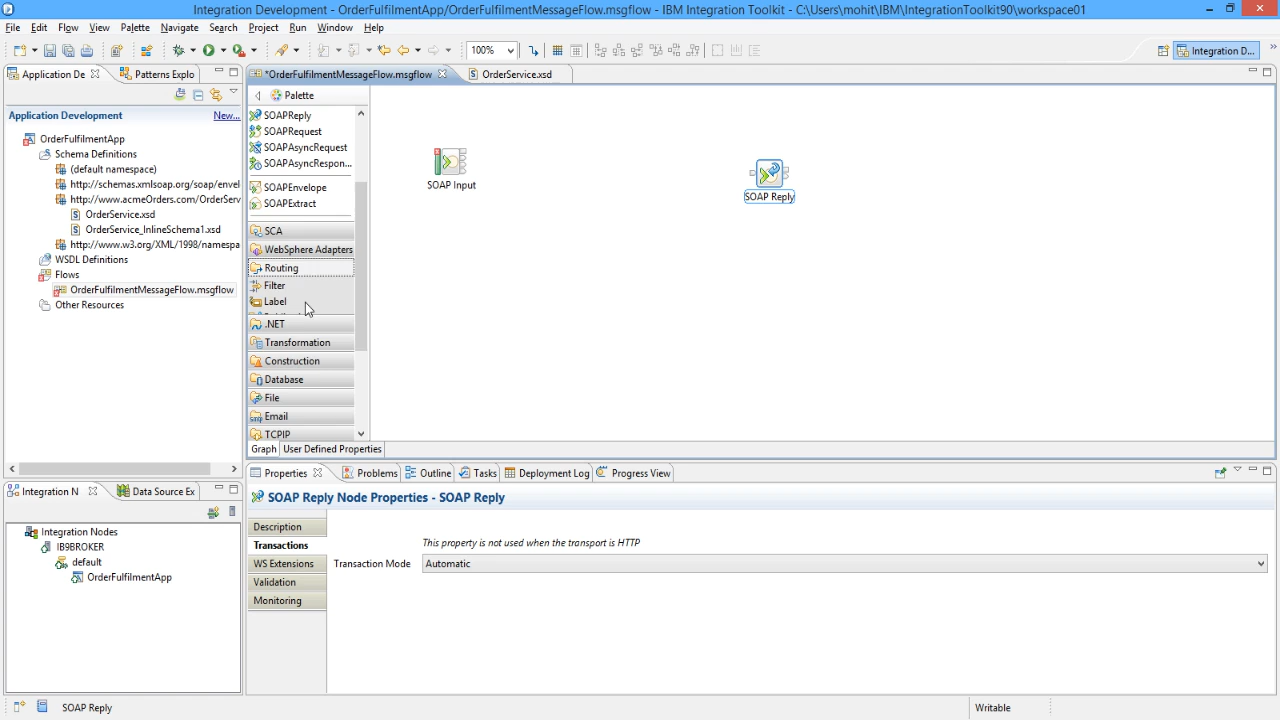 Integration Development - OrderFulfilmentApp/OrderFulfilmentMessageFlow.msgflow - IBM Integration Toolkit - C:\Users\mohit\IBM\IntegrationToolkit90\workspace01
File Edit Flow View Palette Navigate Search Project Run Window Help
100% Integration D...
Application De Patterns Explo
*OrderFulfilmentMessageFlow.msgflow OrderService.xsd
Application Development New...
OrderFulfilmentApp
Schema Definitions
(default namespace)
http://schemas.xmlsoap.org/soap/envel
http://www.acmeOrders.com/OrderServ
OrderService.xsd
OrderService_InlineSchema1.xsd
http://www.w3.org/XML/1998/namespa
WSDL Definitions
Flows
OrderFulfilmentMessageFlow.msgflow
Other Resources
Palette
SOAPReply
SOAPRequest
SOAPAsyncRequest
SOAPAsyncRespon...
SOAPEnvelope
SOAPExtract
SCA
WebSphere Adapters
Routing
Filter
Label
.NET
Transformation
Construction
Database
File
Email
TCPIP
SOAP Input
SOAP Reply
Graph User Defined Properties
Integration N Data Source Ex
Integration Nodes
IB9BROKER
default
OrderFulfilmentApp
Properties Problems Outline Tasks Deployment Log Progress View
SOAP Reply Node Properties - SOAP Reply
Description
Transactions
WS Extensions
Validation
Monitoring
This property is not used when the transport is HTTP
Transaction Mode Automatic
SOAP Reply
Writable